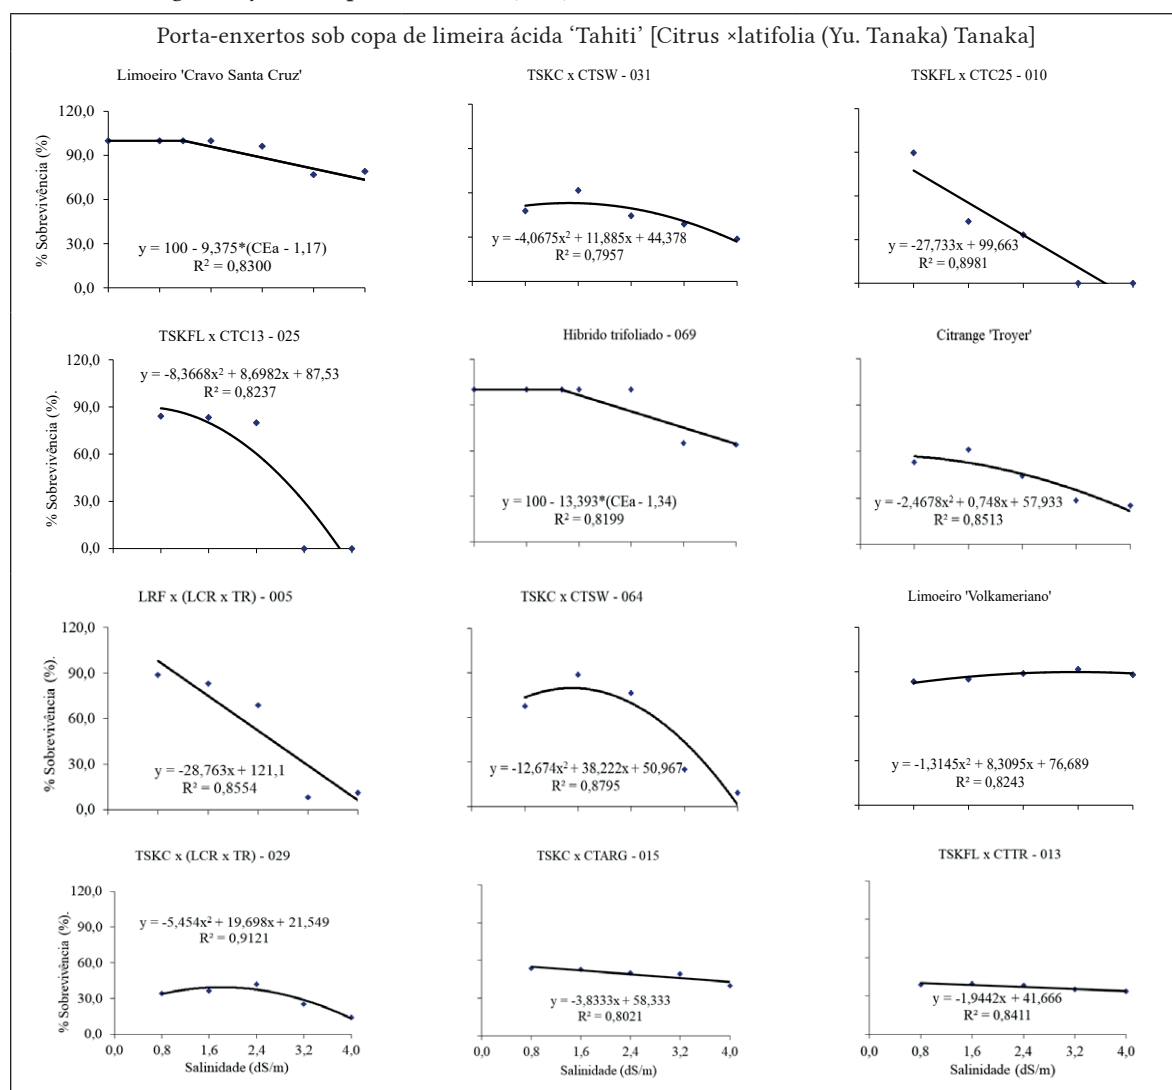 Porta-enxertos sob copa de limeira ácida ‘Tahiti’ [Citrus ×latifolia (Yu. Tanaka) Tanaka]
Limoeiro 'Cravo Santa Cruz'
120,0
90,0
60,0
30,0
0,0
% Sobrevivência (%)
y = 100 - 9,375*(CEa - 1,17)
R² = 0,8300
TSKC x CTSW - 031
y = -4,0675x² + 11,885x + 44,378
R² = 0,7957
TSKFL x CTC25 - 010
y = -27,733x + 99,663
R² = 0,8981
TSKFL x CTC13 - 025
120,0
90,0
60,0
30,0
0,0
% Sobrevivência (%).
y = -8,3668x² + 8,6982x + 87,53
R² = 0,8237
Híbrido trifoliado - 069
y = 100 - 13,393*(CEa - 1,34)
R² = 0,8199
Citrange 'Troyer'
y = -2,4678x² + 0,748x + 57,933
R² = 0,8513
LRF x (LCR x TR) - 005
120,0
90,0
60,0
30,0
0,0
% Sobrevivência (%).
y = -28,763x + 121,1
R² = 0,8554
TSKC x CTSW - 064
y = -12,674x² + 38,222x + 50,967
R² = 0,8795
Limoeiro 'Volkameriano'
y = -1,3145x² + 8,3095x + 76,689
R² = 0,8243
TSKC x (LCR x TR) - 029
120,0
90,0
60,0
30,0
0,0
% Sobrevivência (%).
y = -5,454x² + 19,698x + 21,549
R² = 0,9121
0,0 0,8 1,6 2,4 3,2 4,0
Salinidade (dS/m)
TSKC x CTARG - 015
y = -3,8333x + 58,333
R² = 0,8021
0,0 0,8 1,6 2,4 3,2 4,0
Salinidade (dS/m)
TSKFL x CTTR - 013
y = -1,9442x + 41,666
R² = 0,8411
0,0 0,8 1,6 2,4 3,2 4,0
Salinidade (dS/m)